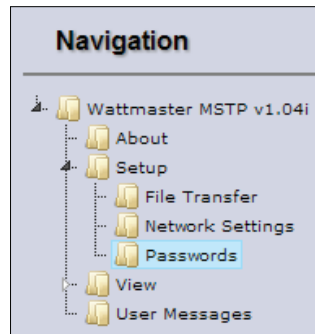 Navigation
Wattmaster MSTP v1.04i
About
Setup
File Transfer
Network Settings
Passwords
View
User Messages